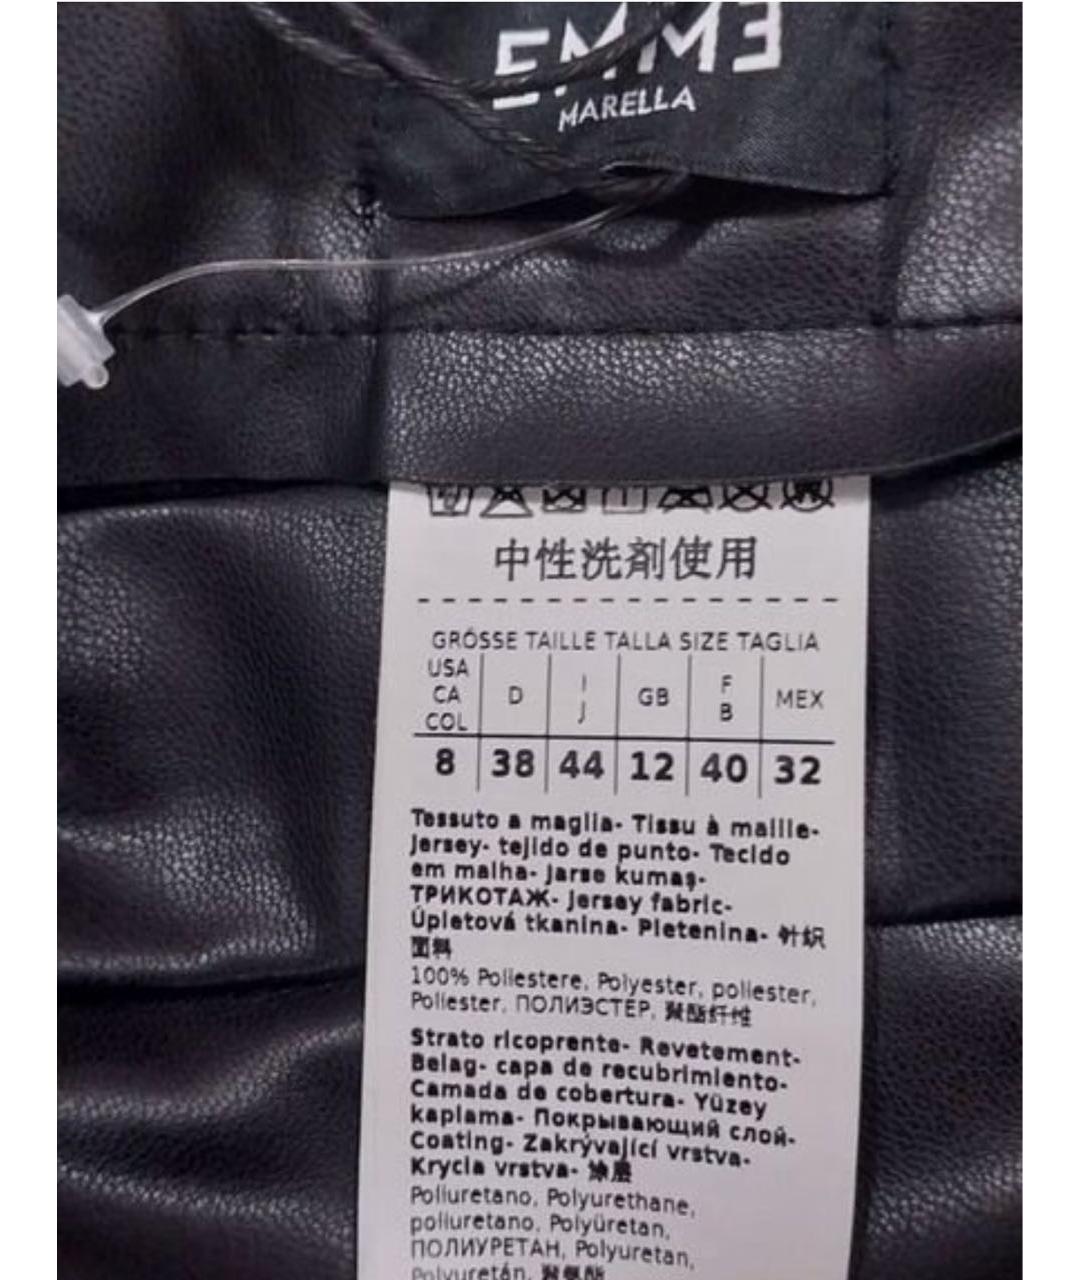 EMME
MARELLA
中性洗剤使用
GRÖSSE TAILLE TALLA SIZE TAGLIA
USA CA COL D I J GB F B MEX
8 38 44 12 40 32
Tessuto a maglia- Tissu à maille-
Jersey- tejido de punto- Tecido
em malha- Jarse kumaş-
ТРИКОТАЖ- Jersey fabric-
Úpletová tkanina- Pletenina- 针织
面料
100% Poliestere, Polyester, poliester,
Poliester, ПОЛИЭСТЕР, 聚酯纤维
Strato ricoprente- Revetement-
Belag- capa de recubrimiento-
Camada de cobertura- Yüzey
kaplama- Покрывающий слой-
Coating- Zakrývající vrstva-
Krycia vrstva- 涂层
Poliuretano, Polyurethane,
poliuretano, Polyüretan,
ПОЛИУРЕТАН, Polyuretan,
Polyuretán, 聚氨酯